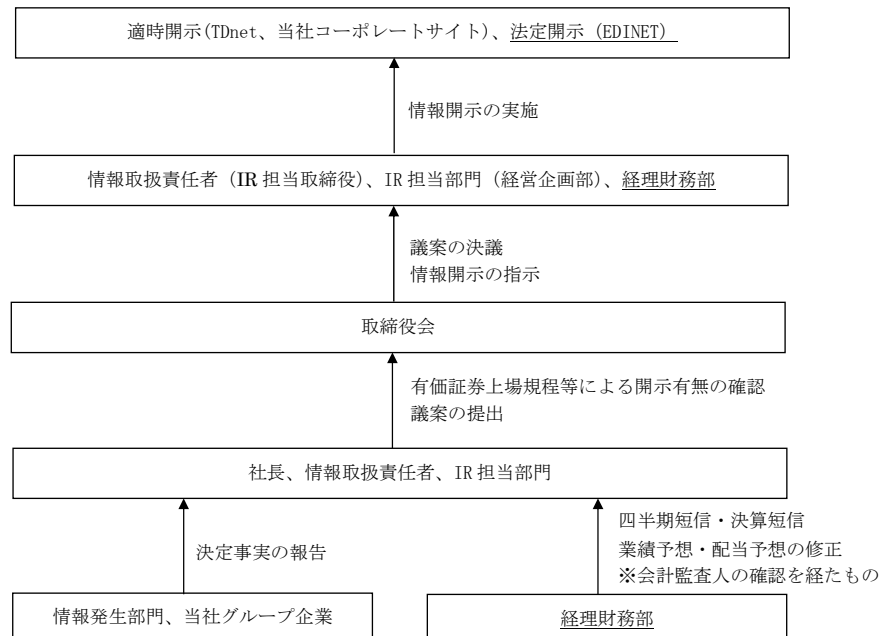 適時開示(TDnet、当社コーポレートサイト)、法定開示（EDINET）
情報開示の実施
情報取扱責任者（IR 担当取締役）、IR 担当部門（経営企画部）、経理財務部
議案の決議
情報開示の指示
取締役会
有価証券上場規程等による開示有無の確認
議案の提出
社長、情報取扱責任者、IR 担当部門
決定事実の報告
四半期短信・決算短信
業績予想・配当予想の修正
※会計監査人の確認を経たもの
情報発生部門、当社グループ企業
経理財務部